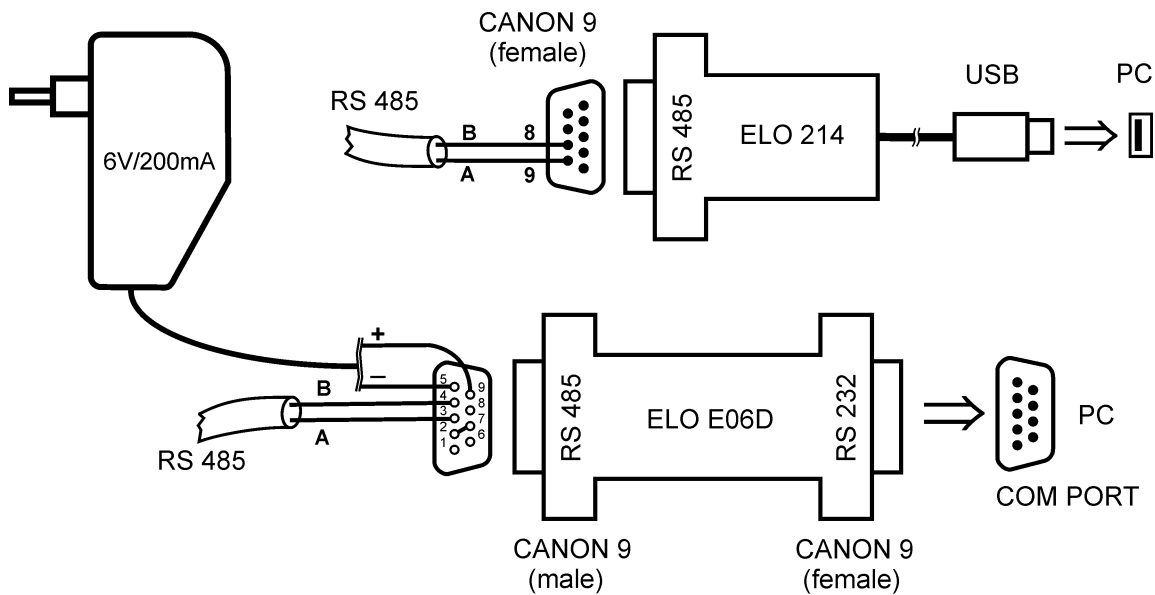 CANON 9
(female)
RS 485
B
8
A
9
RS 485
ELO 214
USB
PC
6V/200mA
+
–
B
A
RS 485
5
4
3
2
1
9
8
7
6
RS 485
ELO E06D
RS 232
PC
COM PORT
CANON 9
(male)
CANON 9
(female)